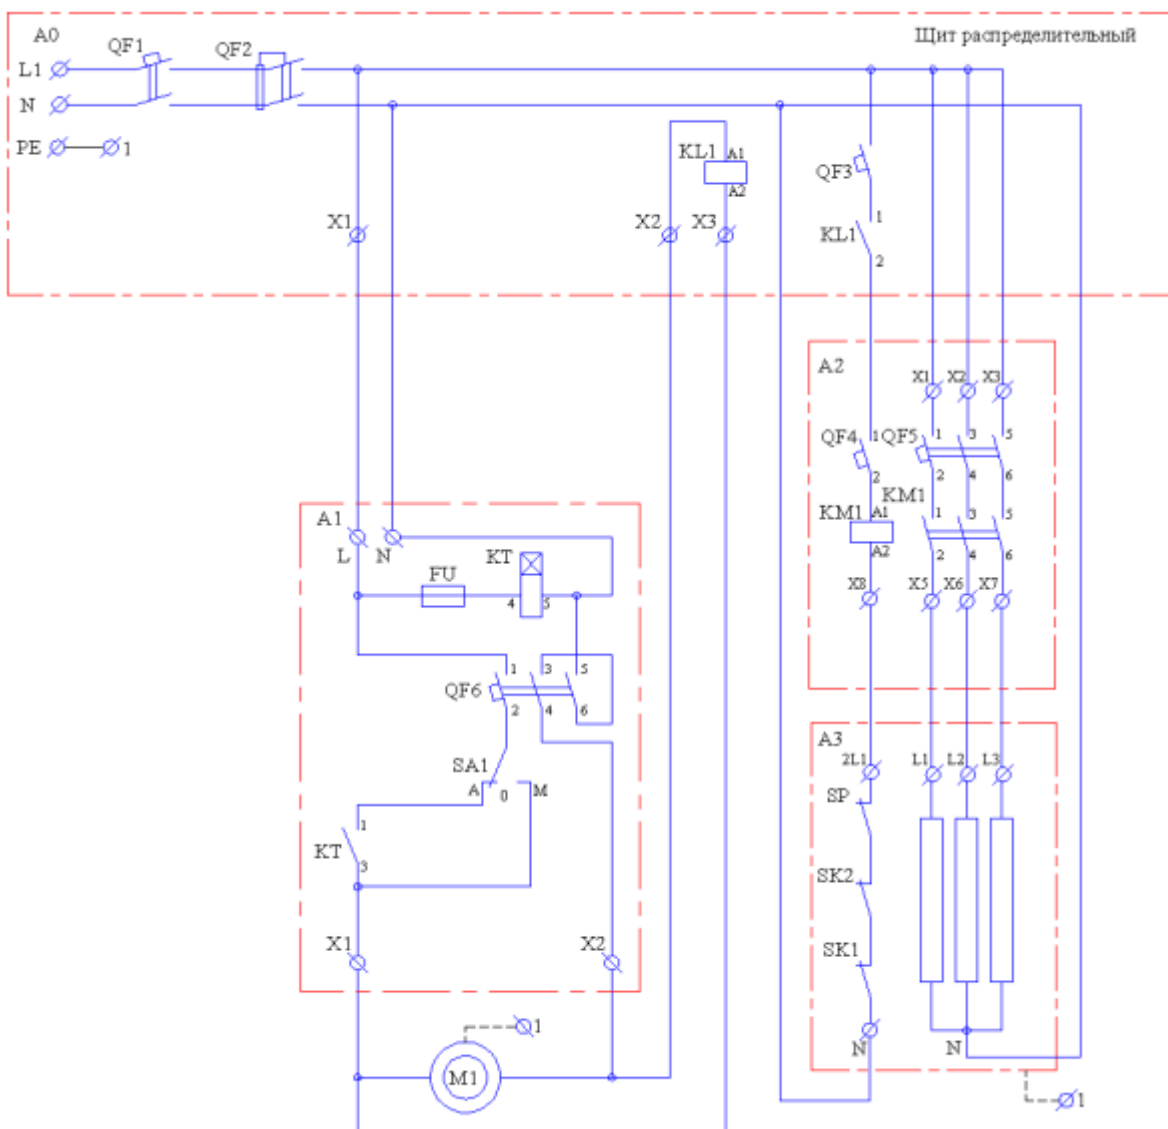 A0 QF1 QF2 Щит распределительный
L1
N
PE 1
KL1 A1
A2
QF3
X1 X2 X3
1
KL1
2
A2
X1 X2 X3
QF4 1 QF5 1 3 5
2 2 4 6
KM1
KM1 A1 1 3 5
A2 2 4 6
X8 X5 X6 X7
A1
L N KT
FU
4 5
1 3 5
QF6
2 4 6
SA1
A 0 M
1
KT
3
X1 X2
1
M1
A3
2L1 L1 L2 L3
SP
SK2
SK1
N N
1